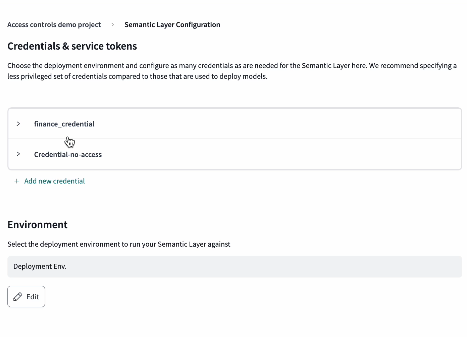 Access controls demo project > Semantic Layer Configuration
Credentials & service tokens
Choose the deployment environment and configure as many credentials as are needed for the Semantic Layer here. We recommend specifying a
less privileged set of credentials compared to those that are used to deploy models.
> finance_credential
> Credential-no-access
+ Add new credential
Environment
Select the deployment environment to run your Semantic Layer against
Deployment Env.
Edit